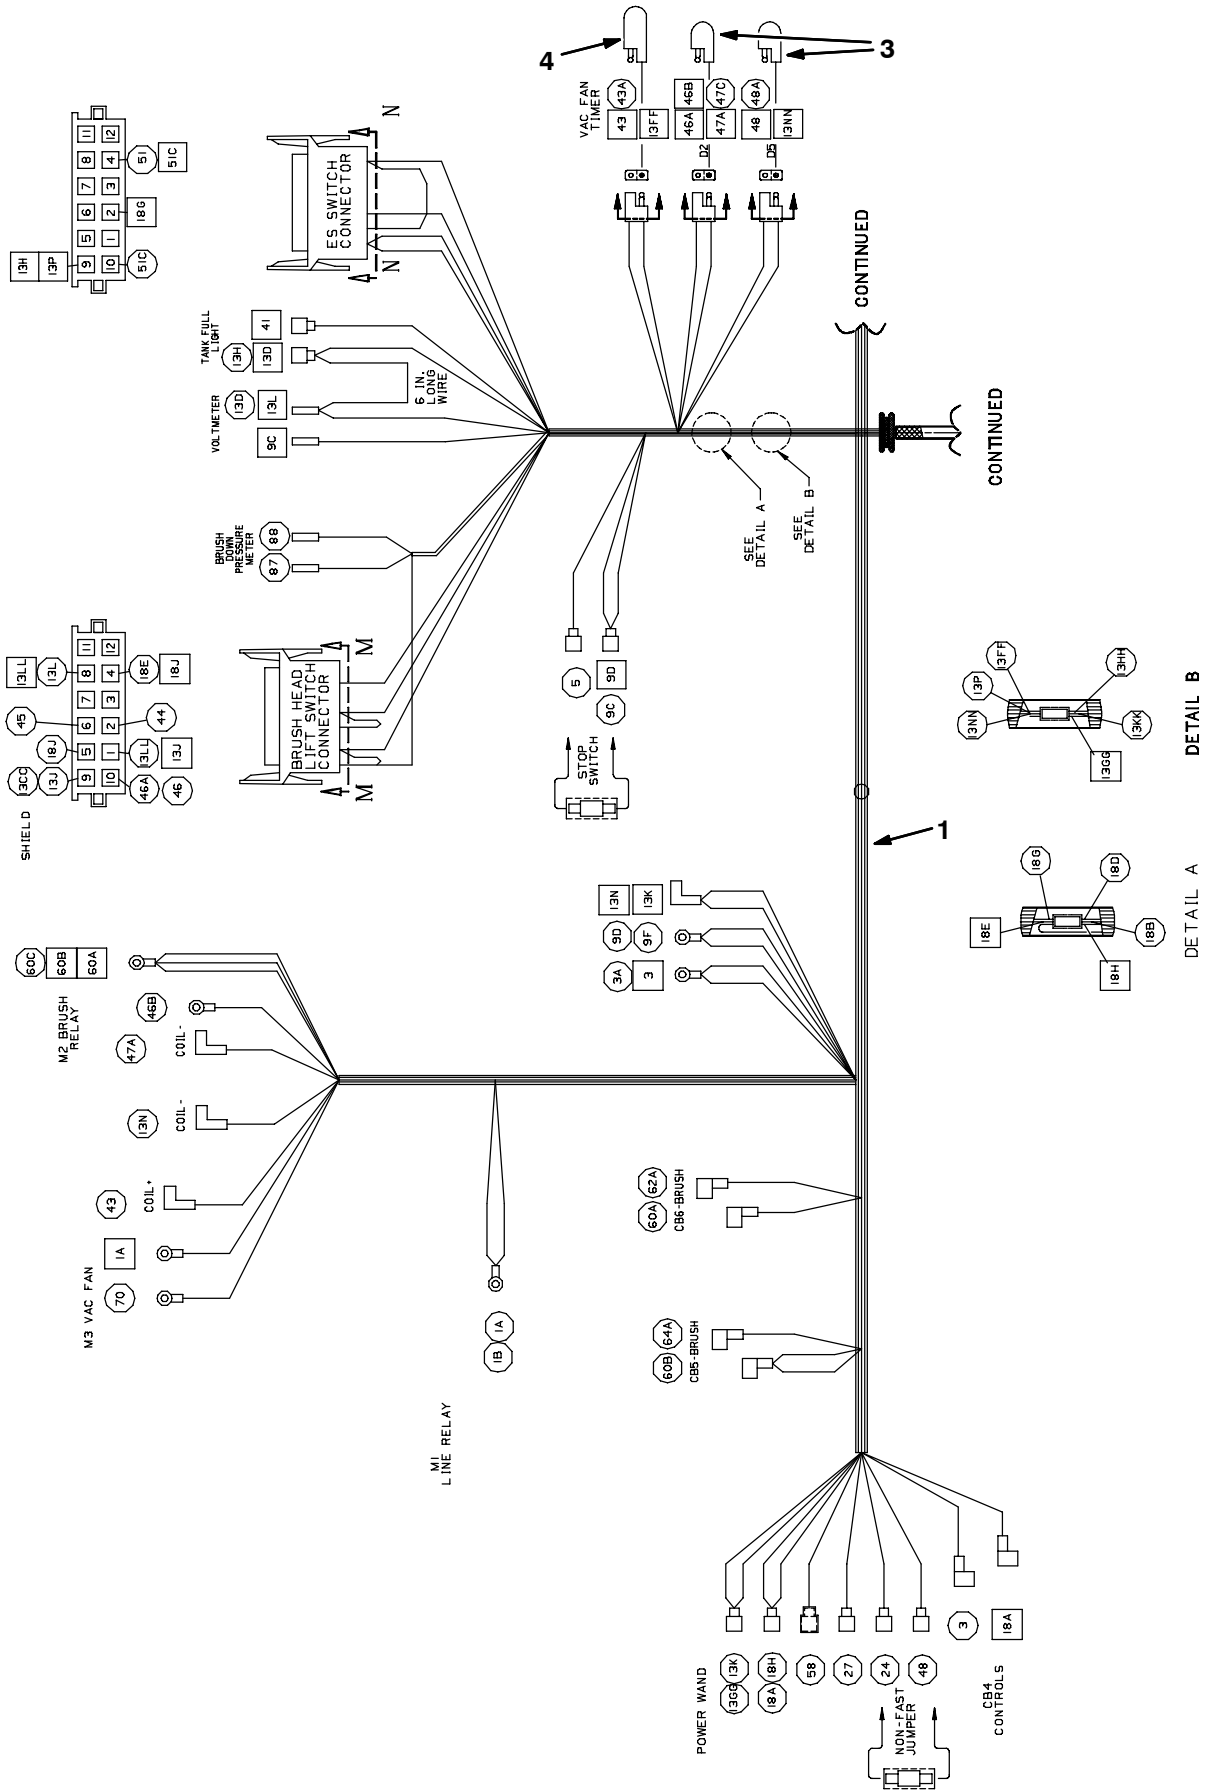 4
3
VAC FAN
TIMER
43
43A
13FF
46A
46B
47A
47C
D2
48
48A
13NN
D5
11
12
8
4
7
3
6
2
5
1
9
10
51
51C
18G
13H
13P
51C
ES SWITCH
CONNECTOR
N
N
TANK FULL
LIGHT
41
13H
13D
6 IN.
LONG
WIRE
VOLTMETER
13D
13L
9C
BRUSH
DOWN
PRESSURE
METER
88
87
SHIELD
11
12
8
4
7
3
6
2
5
1
9
10
13LL
13L
18E
18J
45
44
18J
13LL
13J
13CC
13J
46A
46
BRUSH HEAD
LIFT SWITCH
CONNECTOR
M
M
5
9D
9C
STOP
SWITCH
SEE
DETAIL A
SEE
DETAIL B
CONTINUED
CONTINUED
1
13N
13K
9D
9F
3A
3
M2 BRUSH
RELAY
60C
60B
60A
46B
47A
COIL-
13N
COIL-
43
COIL+
M3 VAC FAN
1A
70
1B
1A
M1
LINE RELAY
60A
62A
CB6-BRUSH
60B
64A
CB5-BRUSH
POWER WAND
13GG
13K
18A
18H
58
27
24
48
NON-FAST
JUMPER
3
18A
CB4
CONTROLS
13NN
13P
13FF
13HH
13KK
13GG
DETAIL B
18E
18G
18D
18B
18H
DETAIL A